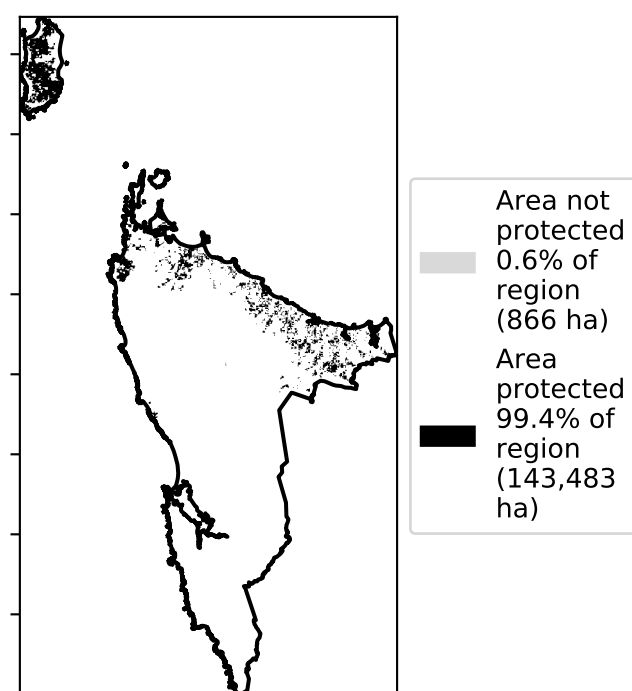 Area not
protected
0.6% of
region
(866 ha)
Area
protected
99.4% of
region
(143,483
ha)